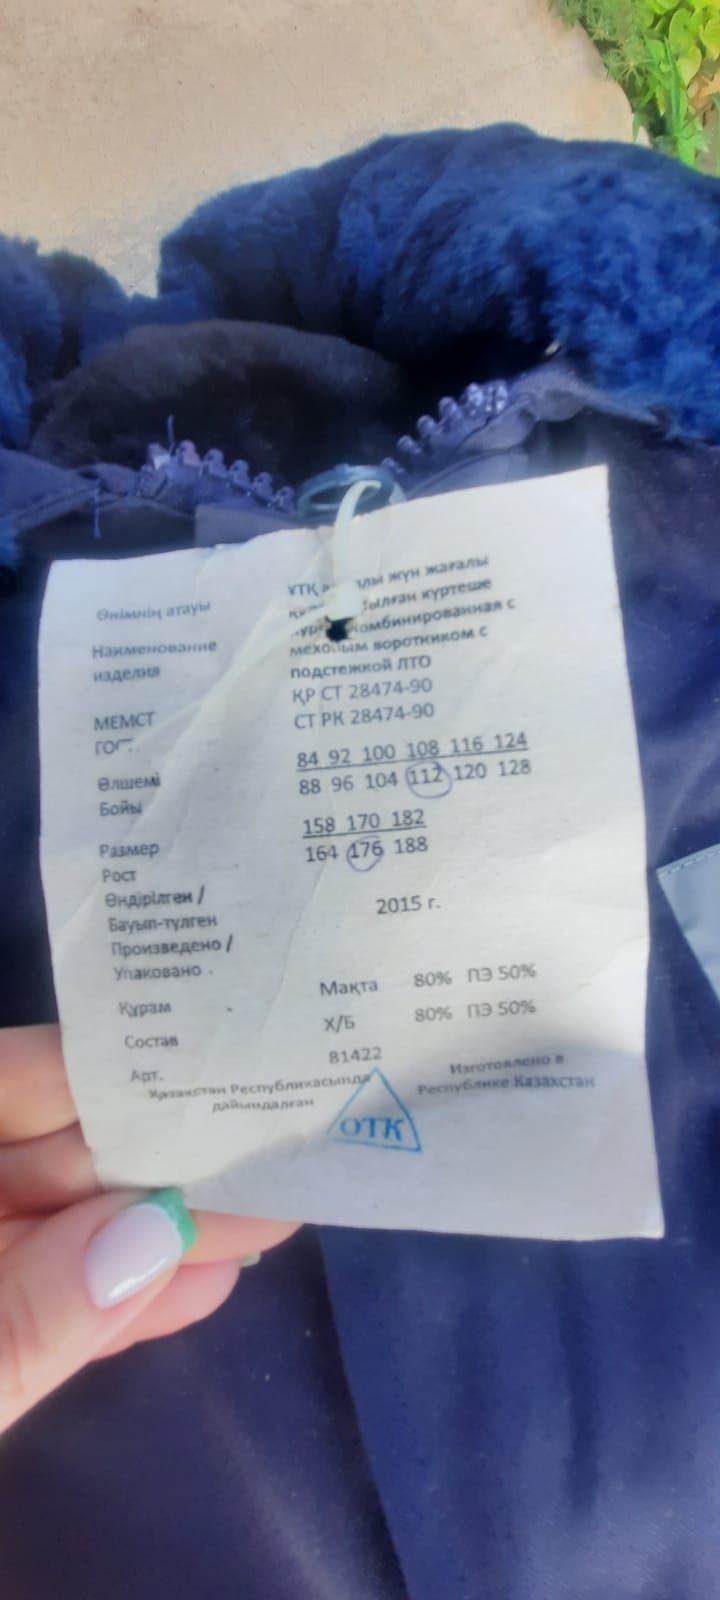 Өнімнің атауы
ҰТҚ жүн жағалы
күртеше
Наименование изделия
комбинированная с
меховым воротником с
подстежкой ЛТО
МЕМСТ ҚР СТ 28474-90
ГОСТ СТ РК 28474-90
Өлшемі 84 92 100 108 116 124
Бойы 88 96 104 112 120 128
Размер 158 170 182
Рост 164 176 188
Өндірілген /
Бауып-түлген
2015 г.
Произведено /
Упаковано
Құрам Мақта 80% ПЭ 50%
Состав Х/Б 80% ПЭ 50%
Арт. 81422
Қазақстан Республикасында
дайындалған
Изготовлено в
Республике Казахстан
ОТК